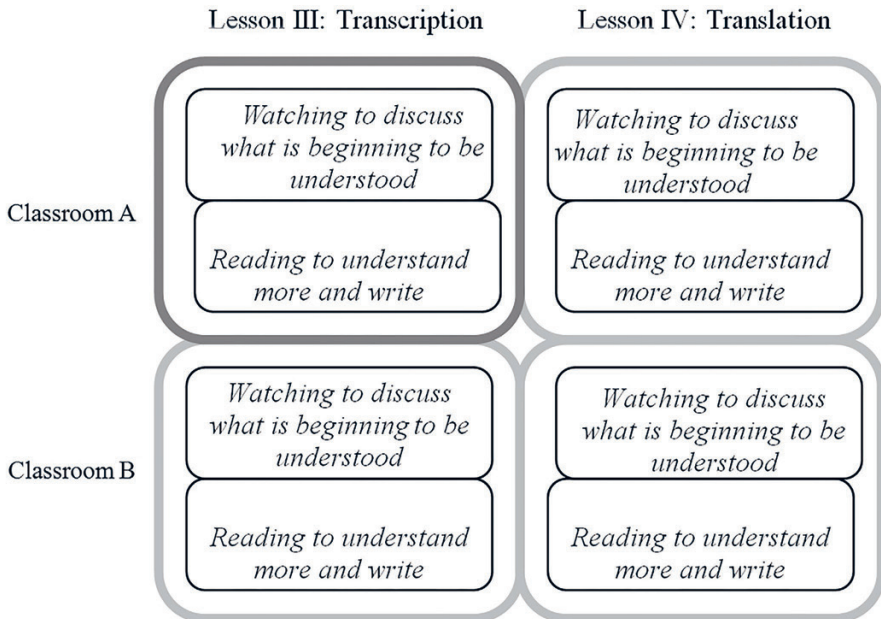 Lesson III: Transcription
Lesson IV: Translation
Classroom A
Watching to discuss
what is beginning to be
understood
Reading to understand
more and write
Watching to discuss
what is beginning to be
understood
Reading to understand
more and write
Classroom B
Watching to discuss
what is beginning to be
understood
Reading to understand
more and write
Watching to discuss
what is beginning to be
understood
Reading to understand
more and write